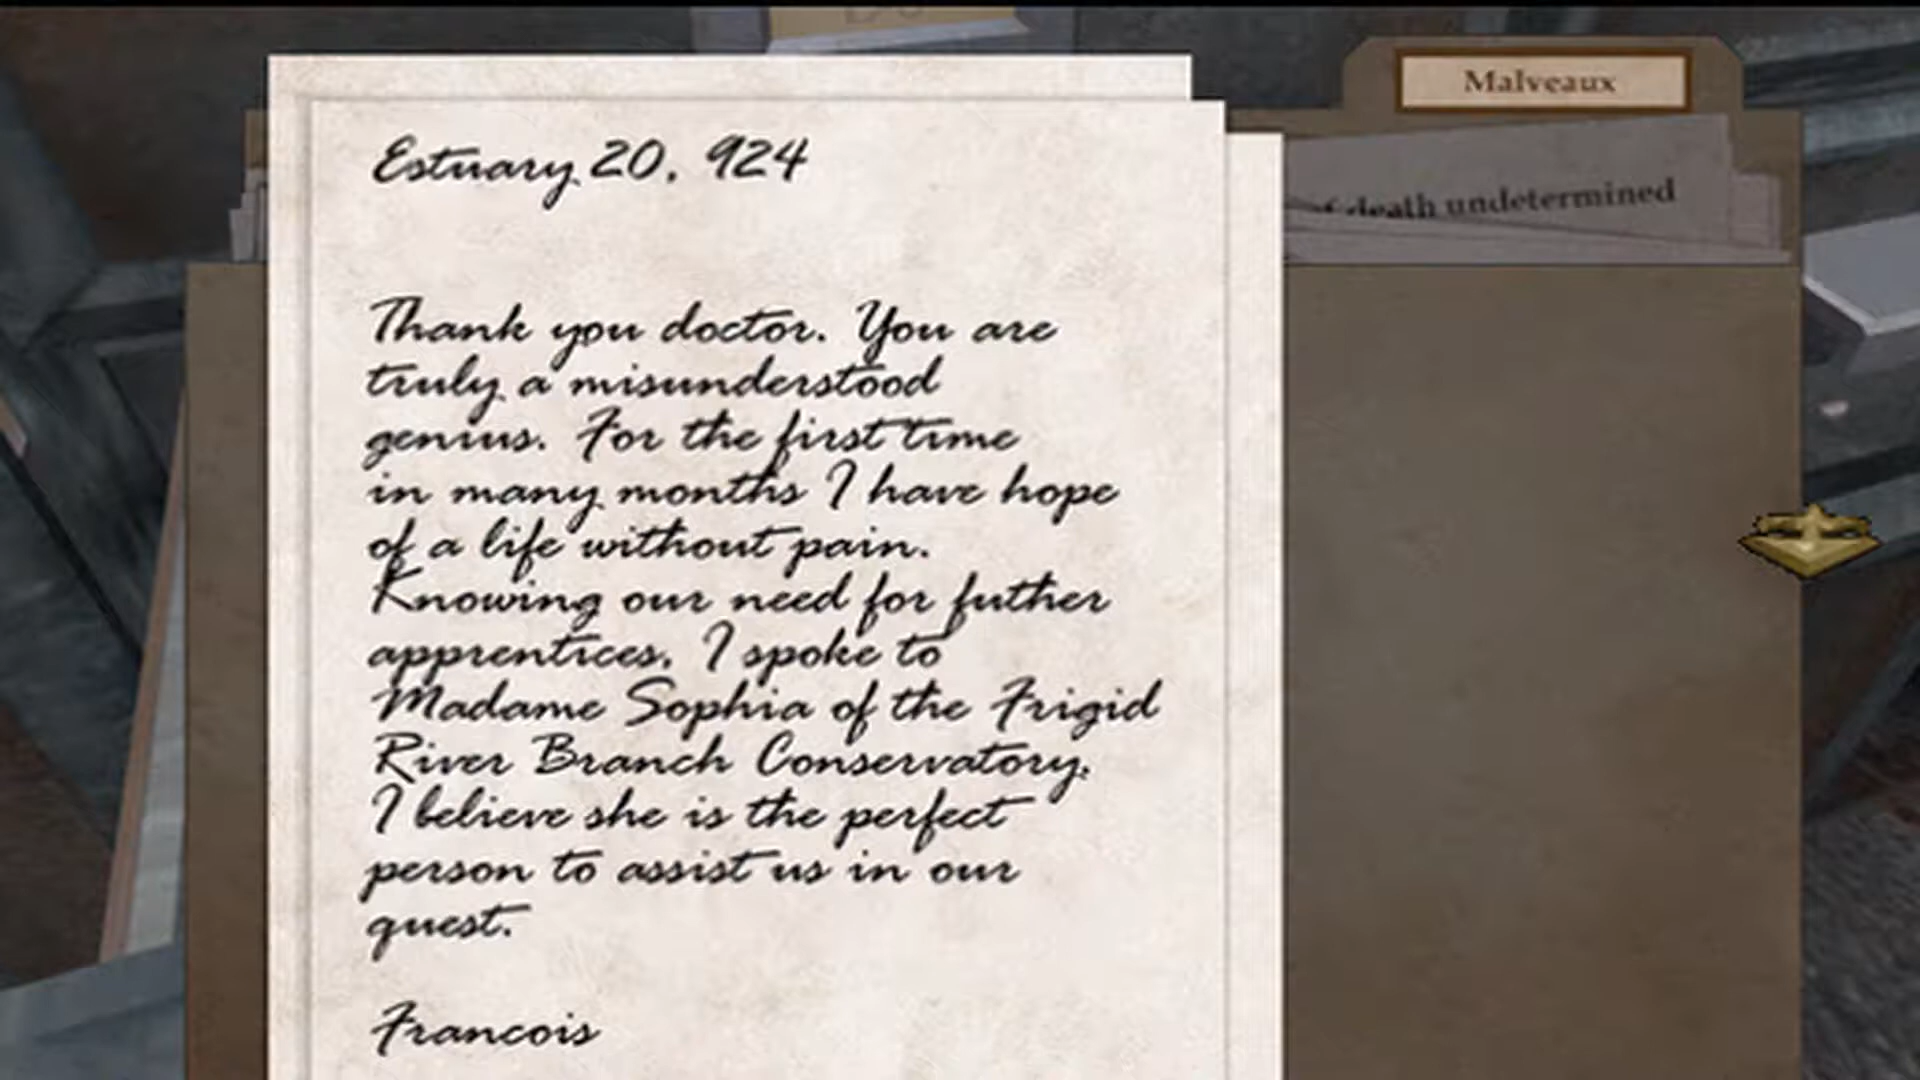 Malveaux
death undetermined
Estuary 20, 924
Thank you doctor. You are
truly a misunderstood
genius. For the first time
in many months I have hope
of a life without pain.
Knowing our need for futher
apprentices, I spoke to
Madame Sophia of the Frigid
River Branch Conservatory.
I believe she is the perfect
person to assist us in our
quest.
Francois